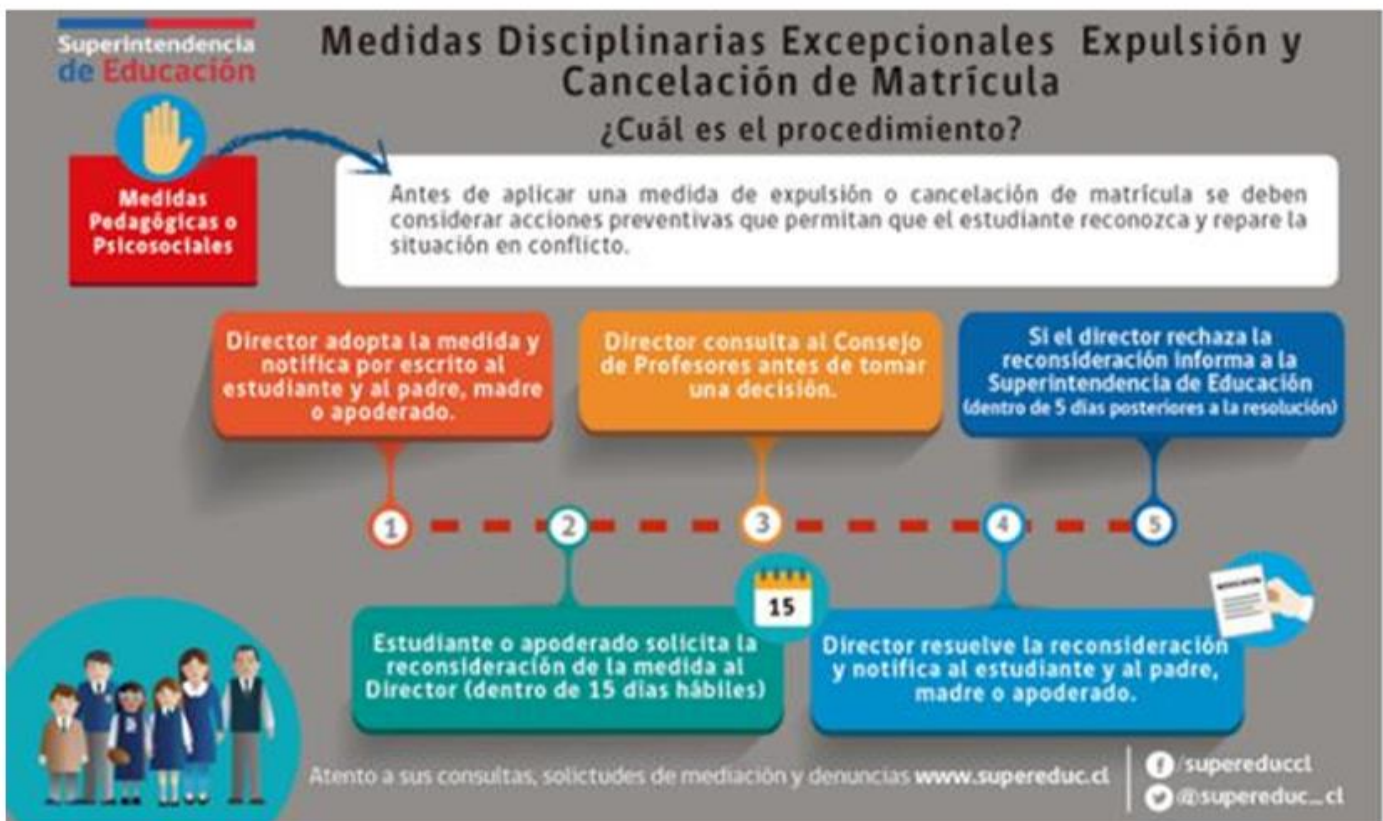 Superintendencia
de Educación
Medidas Disciplinarias Excepcionales Expulsión y
Cancelación de Matrícula
¿Cuál es el procedimiento?
Medidas
Pedagógicas o
Psicosociales
Antes de aplicar una medida de expulsión o cancelación de matrícula se deben
considerar acciones preventivas que permitan que el estudiante reconozca y repare la
situación en conflicto.
Director adopta la medida y
notifica por escrito al
estudiante y al padre, madre
o apoderado.
Director consulta al Consejo
de Profesores antes de tomar
una decisión.
Si el director rechaza la
reconsideración informa a la
Superintendencia de Educación
(dentro de 5 días posteriores a la resolución)
1
2
3
4
5
15
Estudiante o apoderado solicita la
reconsideración de la medida al
Director (dentro de 15 días hábiles)
Director resuelve la reconsideración
y notifica al estudiante y al padre,
madre o apoderado.
Atento a sus consultas, solictudes de mediación y denuncias www.supereduc.cl
/supereduccl
@supereduc_cl